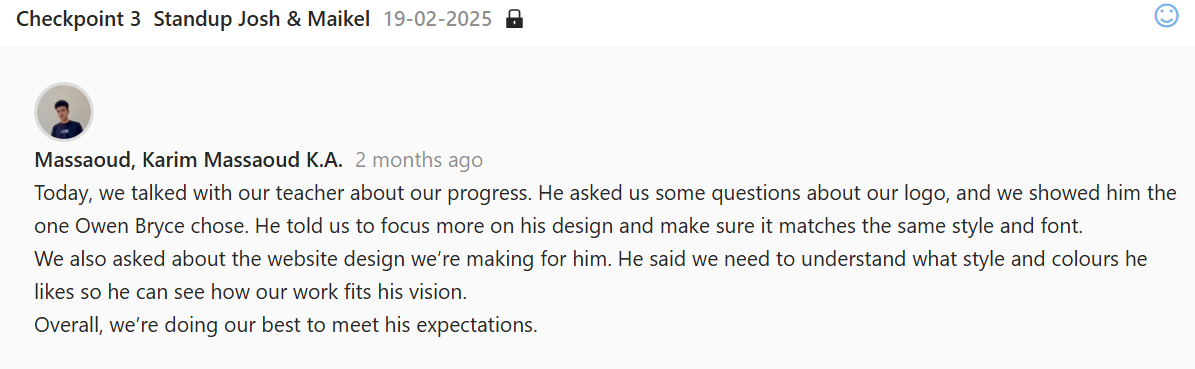 Checkpoint 3 Standup Josh & Maikel 19-02-2025
Massaoud, Karim Massaoud K.A. 2 months ago
Today, we talked with our teacher about our progress. He asked us some questions about our logo, and we showed him the
one Owen Bryce chose. He told us to focus more on his design and make sure it matches the same style and font.
We also asked about the website design we’re making for him. He said we need to understand what style and colours he
likes so he can see how our work fits his vision.
Overall, we’re doing our best to meet his expectations.